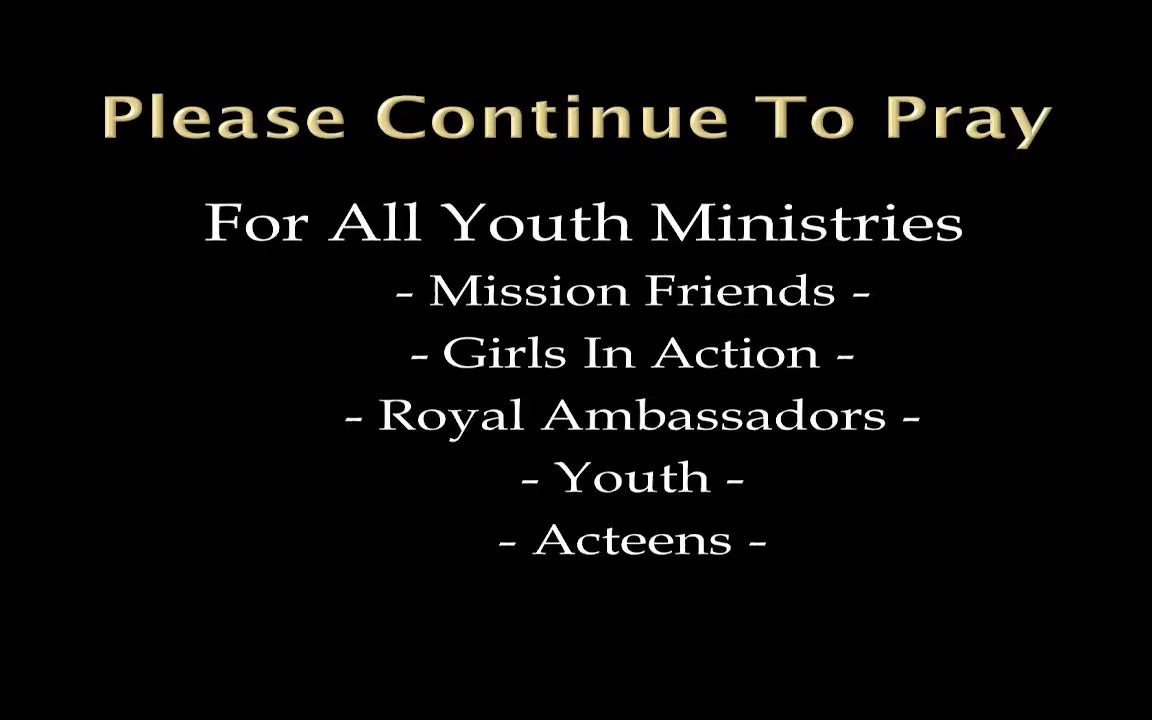 Please Continue To Pray
For All Youth Ministries
- Mission Friends -
- Girls In Action -
- Royal Ambassadors -
- Youth -
- Acteens -